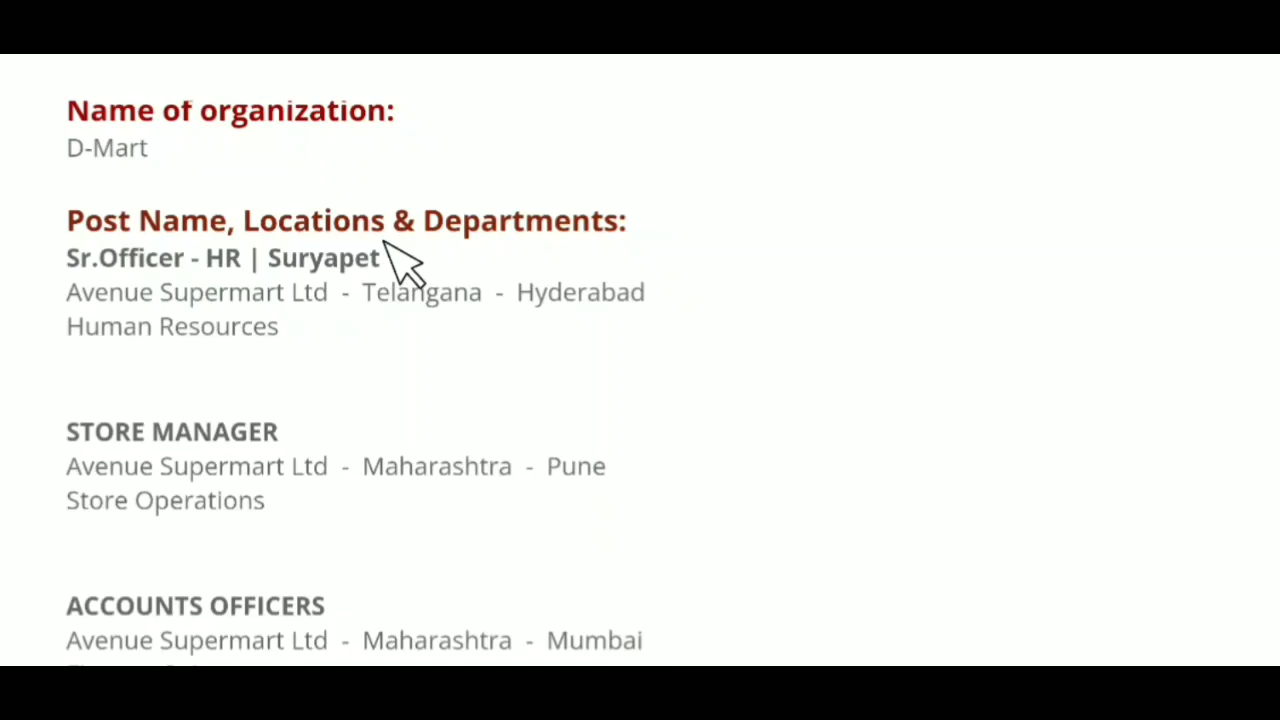 Name of organization:
D-Mart
Post Name, Locations & Departments:
Sr.Officer - HR | Suryapet
Avenue Supermart Ltd - Telangana - Hyderabad
Human Resources
STORE MANAGER
Avenue Supermart Ltd - Maharashtra - Pune
Store Operations
ACCOUNTS OFFICERS
Avenue Supermart Ltd - Maharashtra - Mumbai